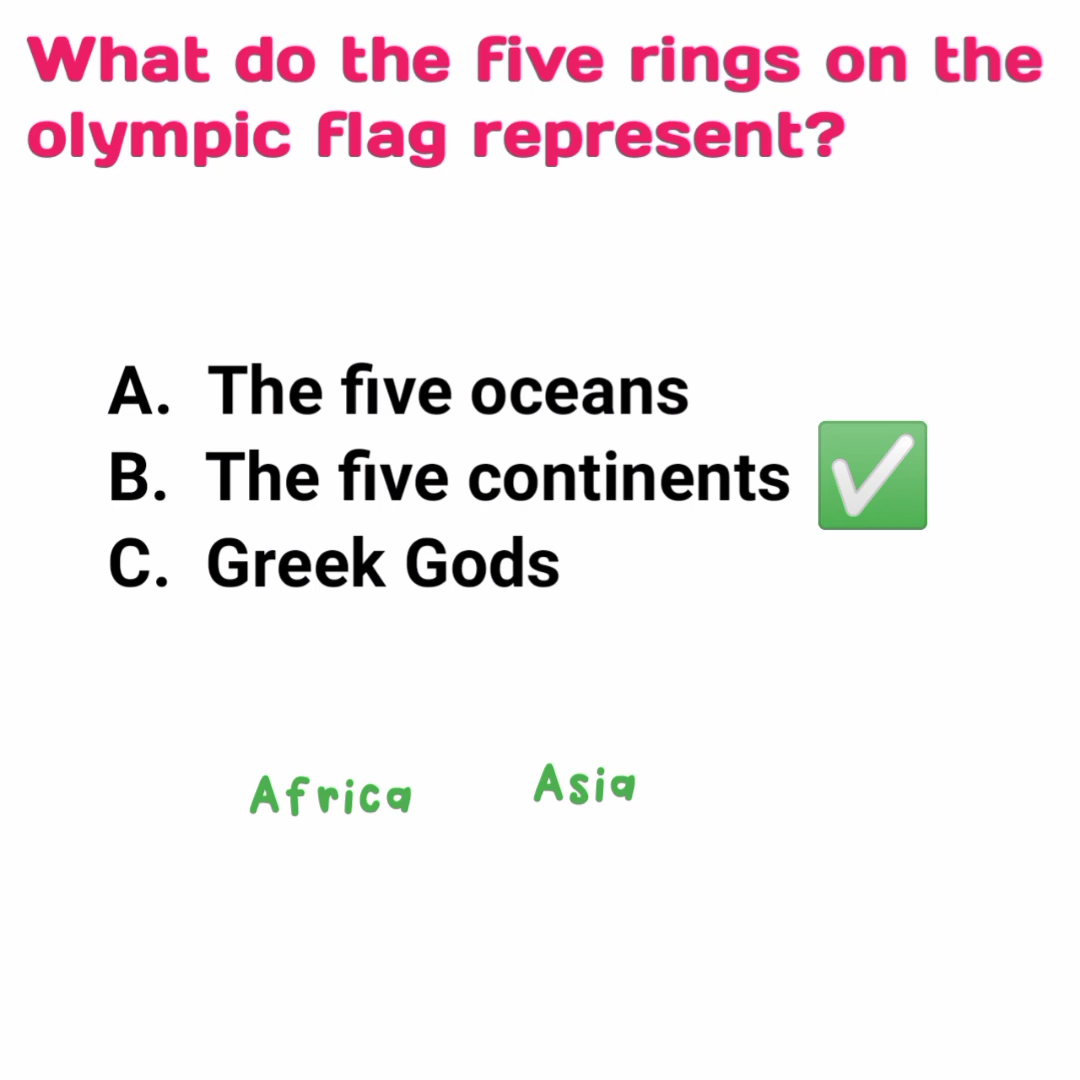 What do the five rings on the
olympic flag represent?
A. The five oceans
B. The five continents
C. Greek Gods
Africa Asia